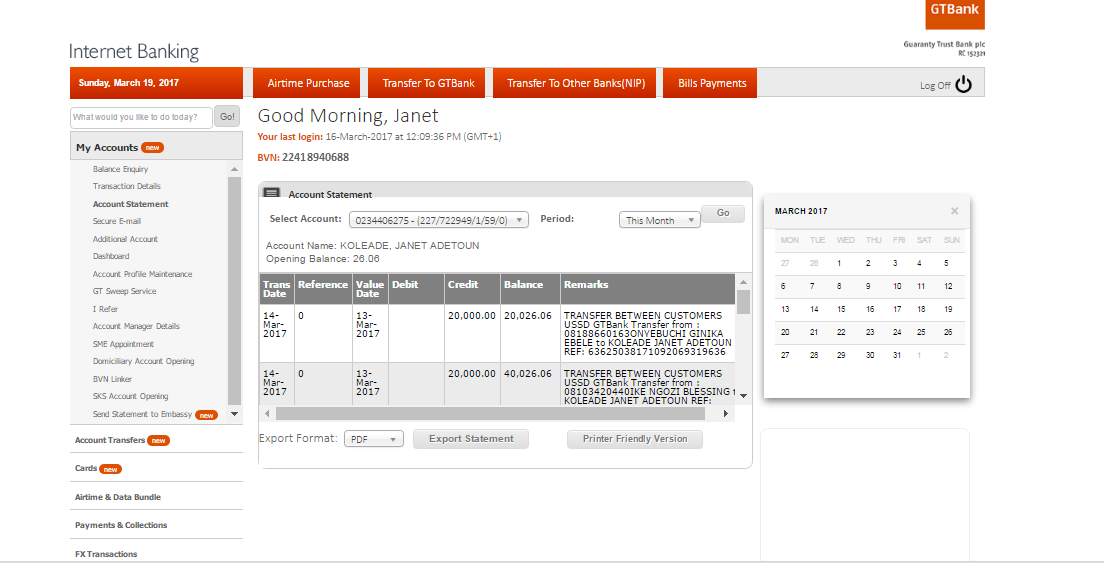 GTBank
Guaranty Trust Bank plc
RC 152321
Internet Banking
Sunday, March 19, 2017
Airtime Purchase
Transfer To GTBank
Transfer To Other Banks(NIP)
Bills Payments
Log Off
What would you like to do today?
Go!
Good Morning, Janet
Your last login: 16-March-2017 at 12:09:36 PM (GMT+1)
BVN: 22418940688
My Accounts new
Balance Enquiry
Transaction Details
Account Statement
Secure E-mail
Additional Account
Dashboard
Account Profile Maintenance
GT Sweep Service
I Refer
Account Manager Details
SME Appointment
Domiciliary Account Opening
BVN Linker
SKS Account Opening
Send Statement to Embassy new
Account Transfers new
Cards new
Airtime & Data Bundle
Payments & Collections
FX Transactions
Account Statement
Select Account: 0234406275 - (227/722949/1/59/0) Period: This Month Go
Account Name: KOLEADE, JANET ADETOUN
Opening Balance: 26.06
Trans Date Reference Value Date Debit Credit Balance Remarks
14-Mar-2017 0 13-Mar-2017 20,000.00 20,026.06 TRANSFER BETWEEN CUSTOMERS
USSD GTBank Transfer from :
08188660163ONYEBUCHI GINIKA
EBELE to KOLEADE JANET ADETOUN
REF: 63625038171092069319636
14-Mar-2017 0 13-Mar-2017 20,000.00 40,026.06 TRANSFER BETWEEN CUSTOMERS
USSD GTBank Transfer from :
08103420440IKE NGOZI BLESSING
KOLEADE JANET ADETOUN REF:
Export Format: PDF Export Statement Printer Friendly Version
MARCH 2017 ×
MON TUE WED THU FRI SAT SUN
27 28 1 2 3 4 5
6 7 8 9 10 11 12
13 14 15 16 17 18 19
20 21 22 23 24 25 26
27 28 29 30 31 1 2